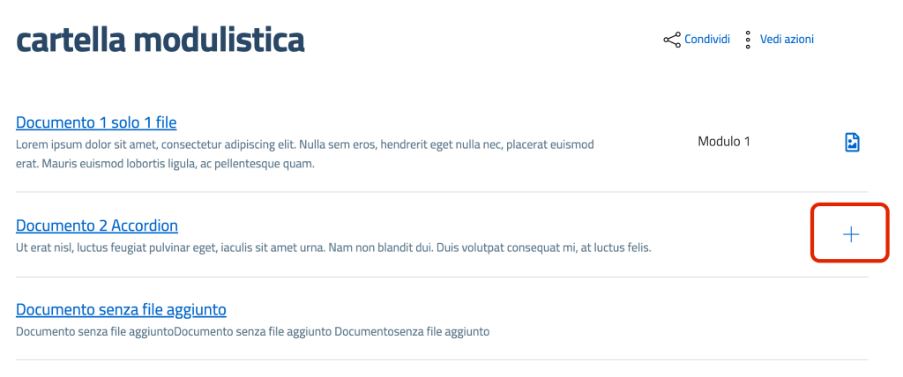 cartella modulistica
Condividi
Vedi azioni
Documento 1 solo 1 file
Lorem ipsum dolor sit amet, consectetur adipiscing elit. Nulla sem eros, hendrerit eget nulla nec, placerat euismod
erat. Mauris euismod lobortis ligula, ac pellentesque quam.
Modulo 1
Documento 2 Accordion
Ut erat nisl, luctus feugiat pulvinar eget, iaculis sit amet urna. Nam non blandit dui. Duis volutpat consequat mi, at luctus felis.
Documento senza file aggiunto
Documento senza file aggiuntoDocumento senza file aggiunto Documentosenza file aggiunto